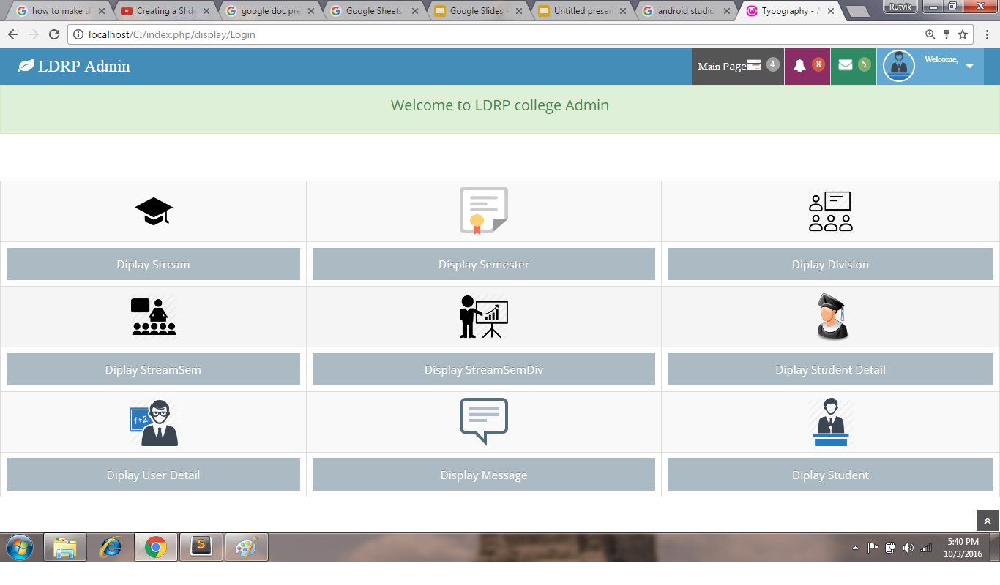 how to make sl
Creating a Slide
google doc pre
Google Sheets
Google Slides -
Untitled presen
android studio
Typography - A
Rutvik
localhost/CI/index.php/display/Login
LDRP Admin
Main Page
4
8
5
Welcome,
Welcome to LDRP college Admin
Diplay Stream
Display Semester
Diplay Division
Diplay StreamSem
Display StreamSemDiv
Diplay Student Detail
1+2
Diplay User Detail
Display Message
Diplay Student
S
5:40 PM
10/3/2016